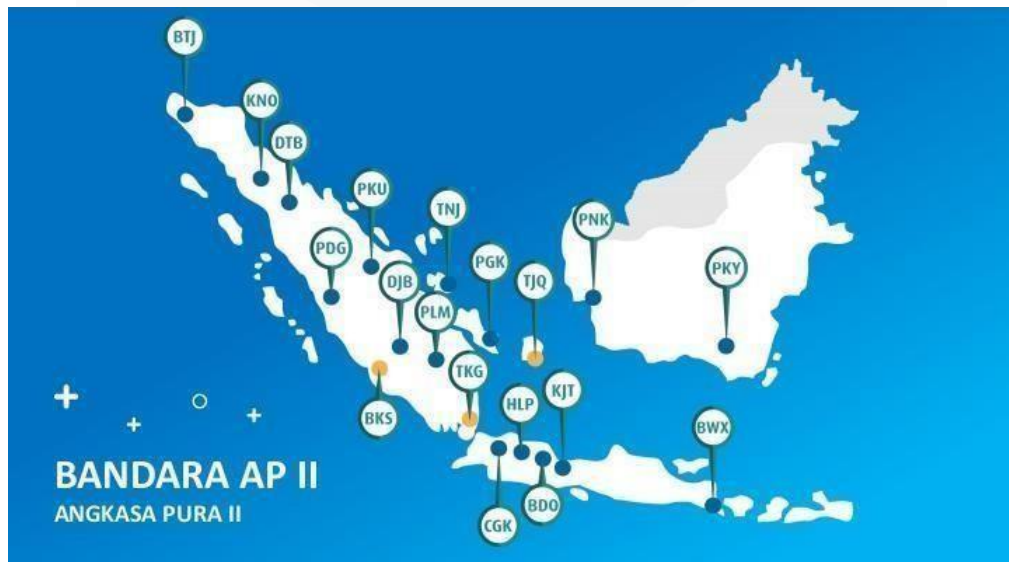 BTJ
KNO
DTB
PKU
TNJ
PNK
PDG
PGK
PKY
DJB
TJQ
PLM
TKG
KJT
HLP
BKS
BWX
BANDARA AP II
BDO
ANGKASA PURA II
CGK